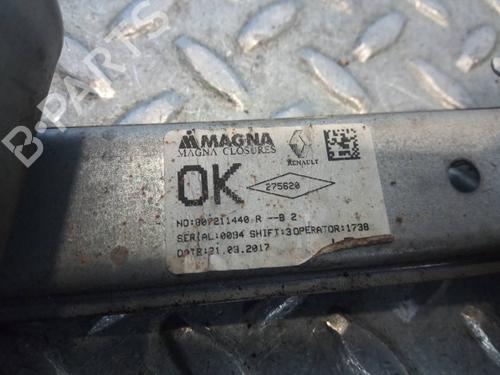 MAGNA
MAGNA CLOSURES
RENAULT
OK
275620
NO:807211440 R --B 2
SERIAL:0094 SHIFT:3 OPERATOR:1738
DATE:21.03.2017
B-PARTS